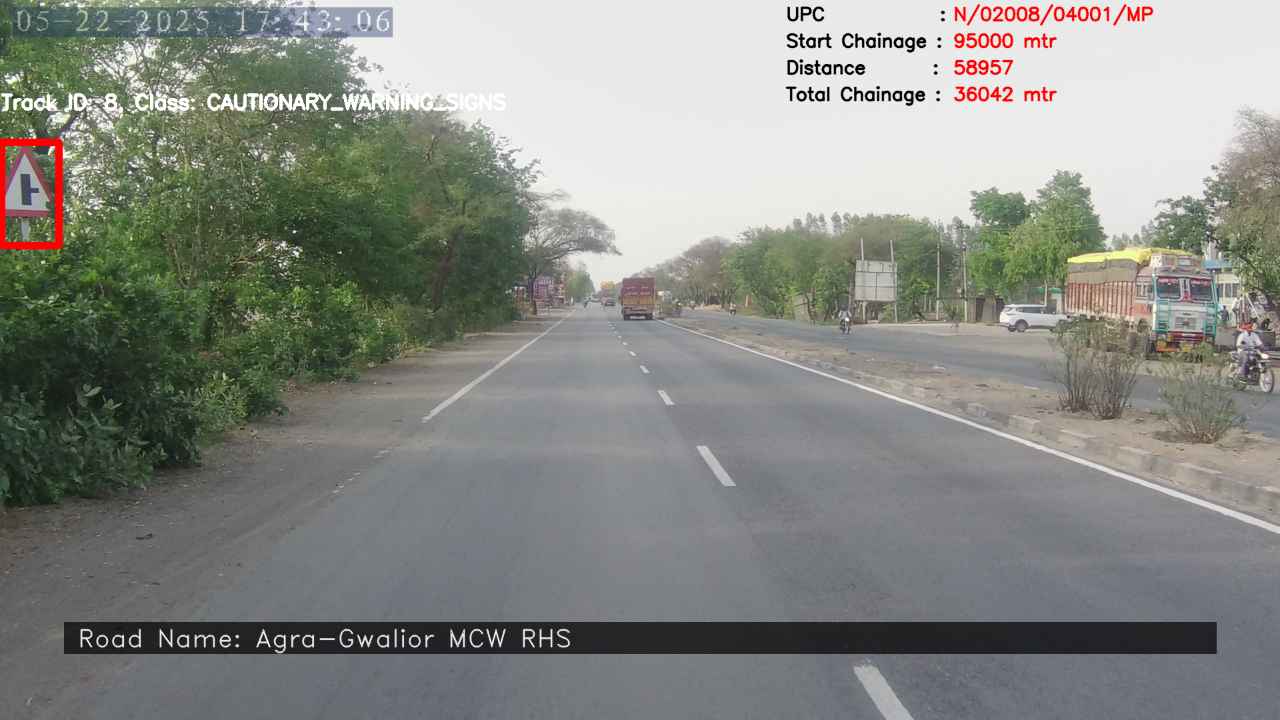 05-22-2025 17:43:06
UPC : N/02008/04001/MP
Start Chainage : 95000 mtr
Distance : 58957
Total Chainage : 36042 mtr
Track ID: 8, Class: CAUTIONARY_WARNING_SIGNS
Road Name: Agra-Gwalior MCW RHS